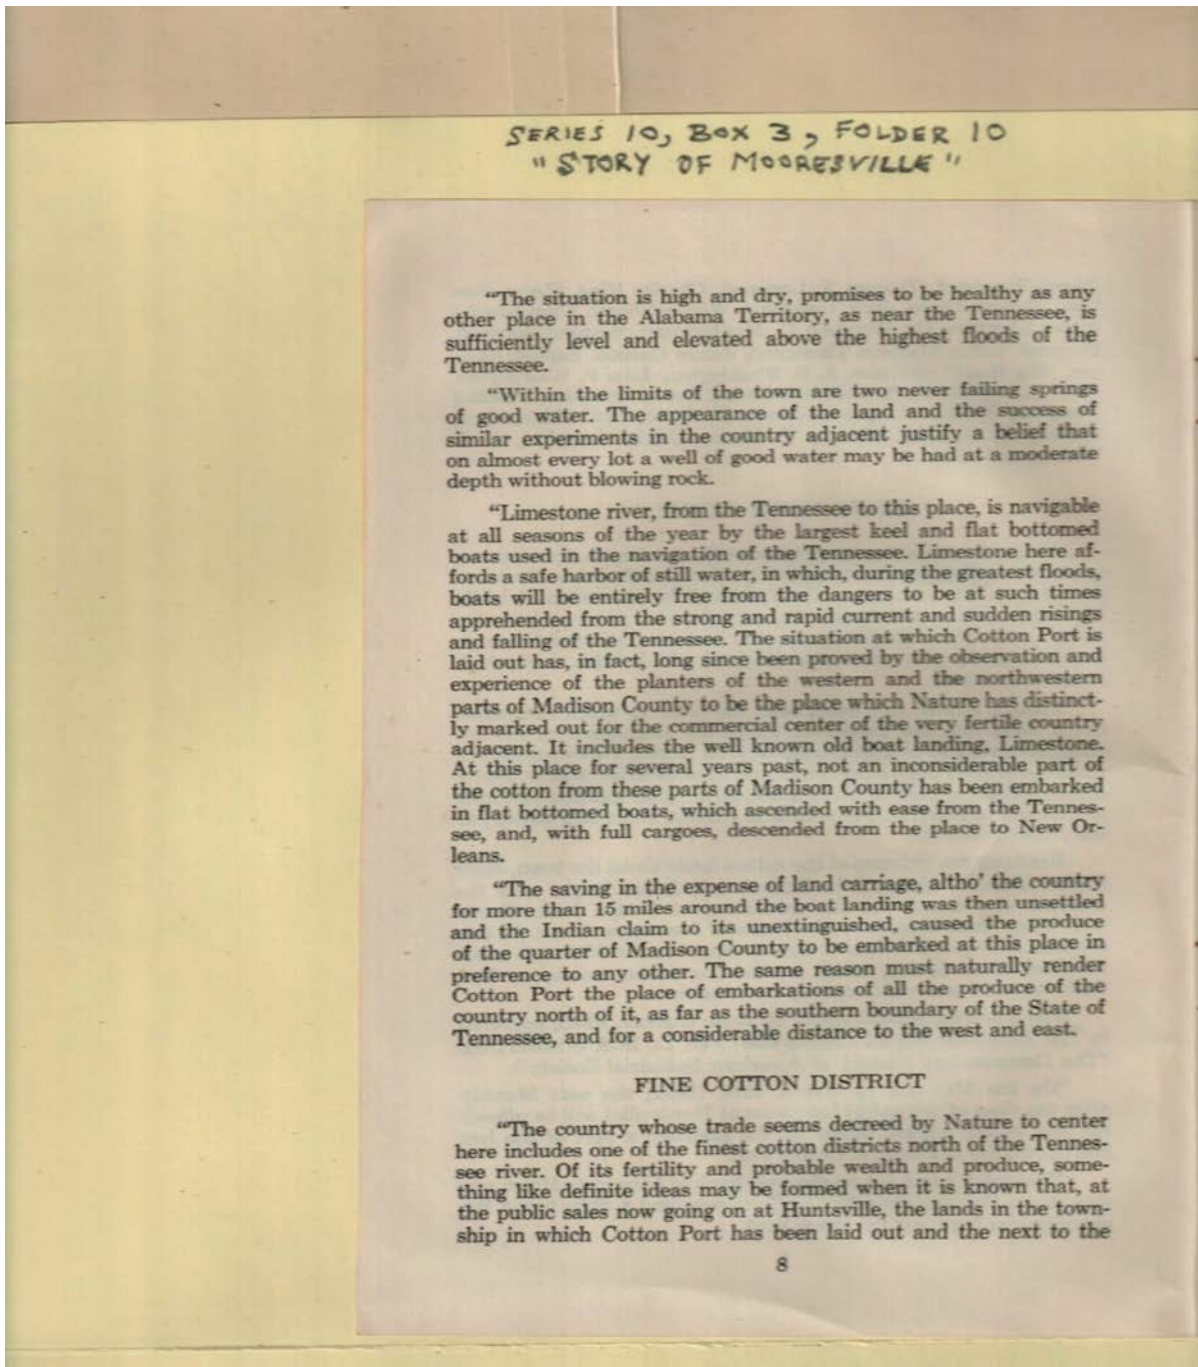 SERIES 10, BOX 3, FOLDER 10
"STORY OF MOORESVILLE"
"The situation is high and dry, promises to be healthy as any
other place in the Alabama Territory, as near the Tennessee, is
sufficiently level and elevated above the highest floods of the
Tennessee.
"Within the limits of the town are two never failing springs
of good water. The appearance of the land and the success of
similar experiments in the country adjacent justify a belief that
on almost every lot a well of good water may be had at a moderate
depth without blowing rock.
"Limestone river, from the Tennessee to this place, is navigable
at all seasons of the year by the largest keel and flat bottomed
boats used in the navigation of the Tennessee. Limestone here af-
fords a safe harbor of still water, in which, during the greatest floods,
boats will be entirely free from the dangers to be at such times
apprehended from the strong and rapid current and sudden risings
and falling of the Tennessee. The situation at which Cotton Port is
laid out has, in fact, long since been proved by the observation and
experience of the planters of the western and the northwestern
parts of Madison County to be the place which Nature has distinct-
ly marked out for the commercial center of the very fertile country
adjacent. It includes the well known old boat landing, Limestone.
At this place for several years past, not an inconsiderable part of
the cotton from these parts of Madison County has been embarked
in flat bottomed boats, which ascended with ease from the Tennes-
see, and, with full cargoes, descended from the place to New Or-
leans.
"The saving in the expense of land carriage, altho' the country
for more than 15 miles around the boat landing was then unsettled
and the Indian claim to its unextinguished, caused the produce
of the quarter of Madison County to be embarked at this place in
preference to any other. The same reason must naturally render
Cotton Port the place of embarkations of all the produce of the
country north of it, as far as the southern boundary of the State of
Tennessee, and for a considerable distance to the west and east.
FINE COTTON DISTRICT
"The country whose trade seems decreed by Nature to center
here includes one of the finest cotton districts north of the Tennes-
see river. Of its fertility and probable wealth and produce, some-
thing like definite ideas may be formed when it is known that, at
the public sales now going on at Huntsville, the lands in the town-
ship in which Cotton Port has been laid out and the next to the
8